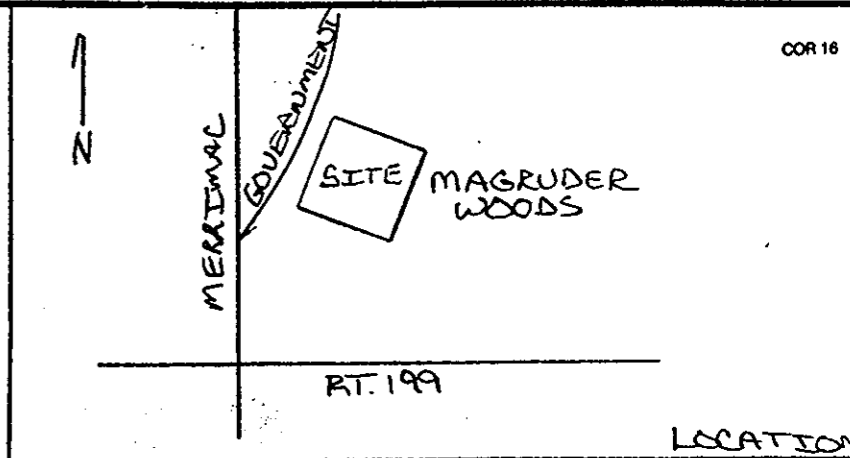 COR 16
N
GOVERNMENT
MERRIMAC
SITE
MAGRUDER
WOODS
RT. 199
LOCATION